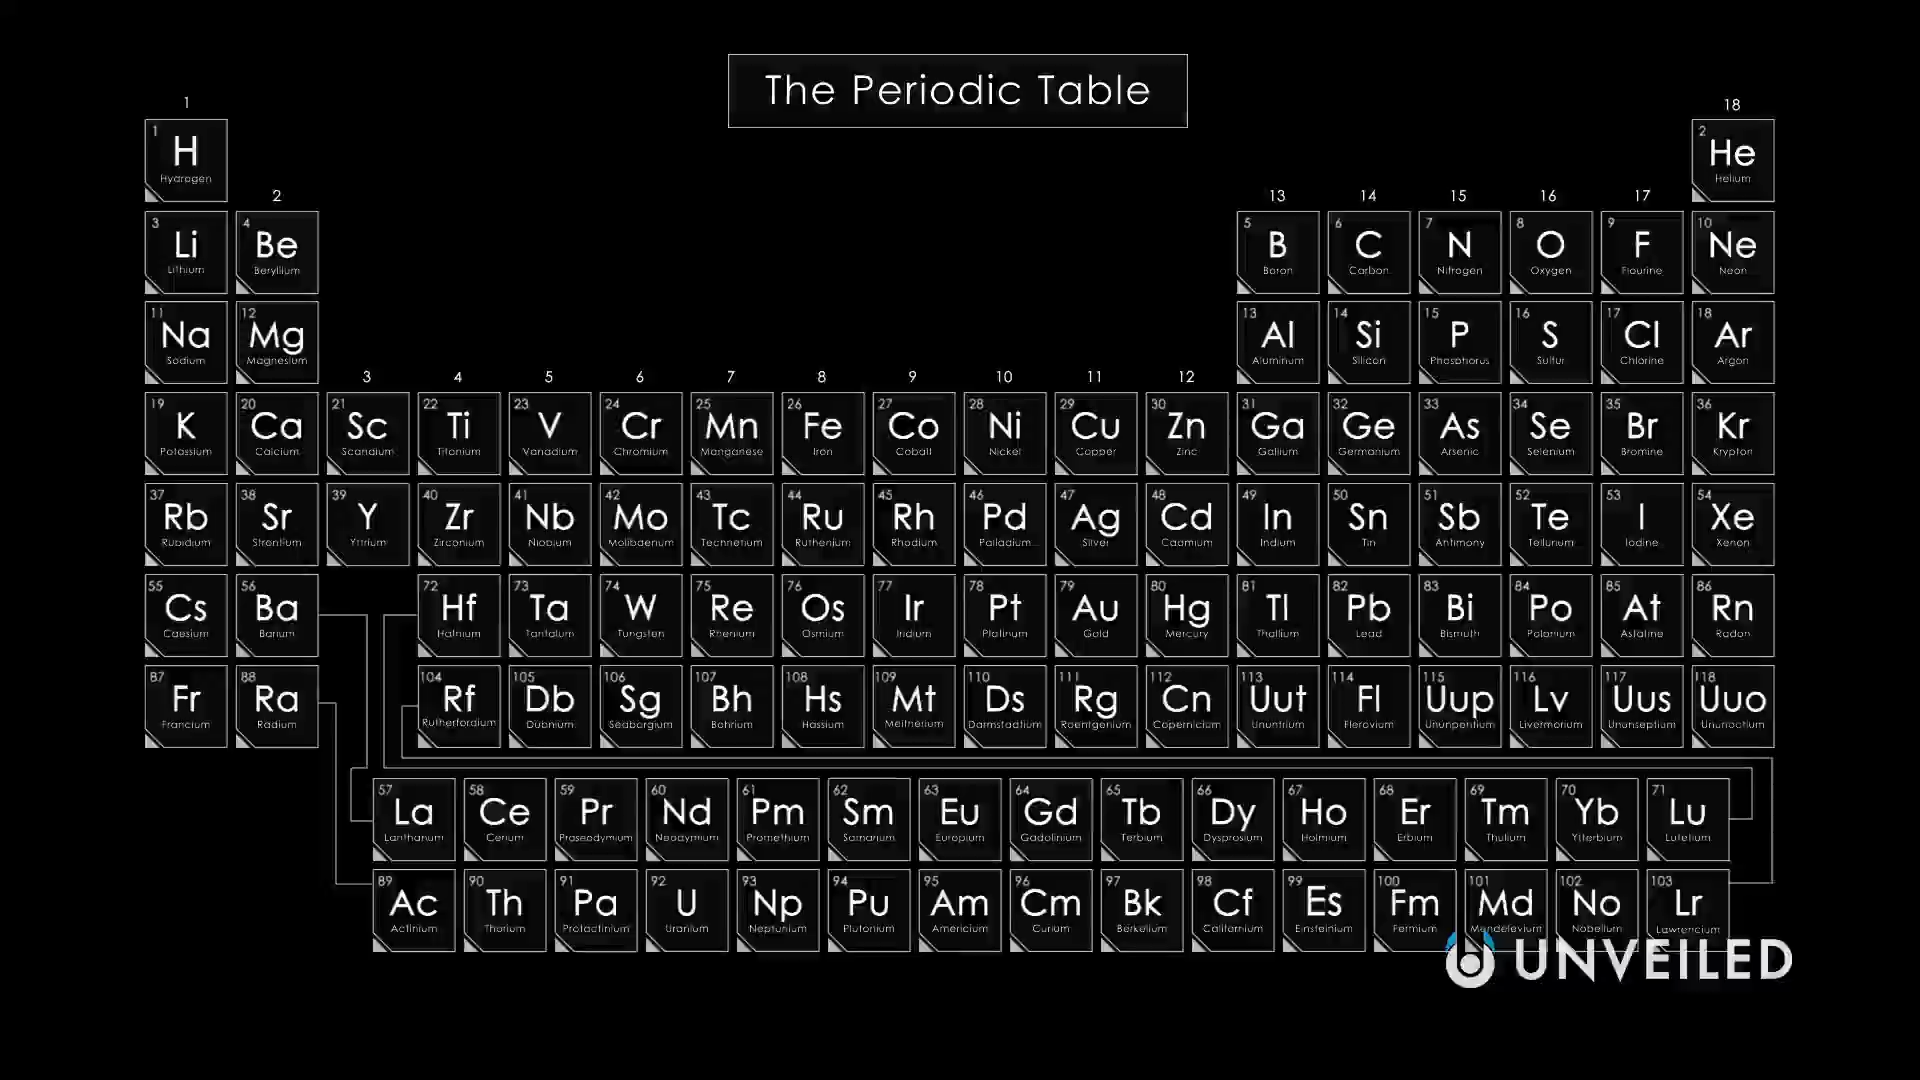 The Periodic Table
1 18
1 H Hydrogen 2 He Helium
2 13 14 15 16 17
3 Li Lithium 4 Be Beryllium 5 B Boron 6 C Carbon 7 N Nitrogen 8 O Oxygen 9 F Flourine 10 Ne Neon
11 Na Sodium 12 Mg Magnesium 13 Al Aluminum 14 Si Silicon 15 P Phosphorus 16 S Sulfur 17 Cl Chlorine 18 Ar Argon
3 4 5 6 7 8 9 10 11 12
19 K Potassium 20 Ca Calcium 21 Sc Scandium 22 Ti Titanium 23 V Vanadium 24 Cr Chromium 25 Mn Manganese 26 Fe Iron 27 Co Cobalt 28 Ni Nickel 29 Cu Copper 30 Zn Zinc 31 Ga Gallium 32 Ge Germanium 33 As Arsenic 34 Se Selenium 35 Br Bromine 36 Kr Krypton
37 Rb Rubidium 38 Sr Strontium 39 Y Yttrium 40 Zr Zirconium 41 Nb Niobium 42 Mo Molibdenum 43 Tc Technetium 44 Ru Ruthenium 45 Rh Rhodium 46 Pd Palladium 47 Ag Silver 48 Cd Cadmium 49 In Indium 50 Sn Tin 51 Sb Antimony 52 Te Tellurium 53 I Iodine 54 Xe Xenon
55 Cs Caesium 56 Ba Barium 72 Hf Hafnium 73 Ta Tantalum 74 W Tungsten 75 Re Rhenium 76 Os Osmium 77 Ir Iridium 78 Pt Platinum 79 Au Gold 80 Hg Mercury 81 Tl Thallium 82 Pb Lead 83 Bi Bismuth 84 Po Polonium 85 At Astatine 86 Rn Radon
87 Fr Francium 88 Ra Radium 104 Rf Rutherfordium 105 Db Dubnium 106 Sg Seaborgium 107 Bh Bohrium 108 Hs Hassium 109 Mt Meitnerium 110 Ds Darmstadtium 111 Rg Roentgenium 112 Cn Copernicium 113 Uut Ununtrium 114 Fl Flerovium 115 Uup Ununpentium 116 Lv Livermorium 117 Uus Ununseptium 118 Uuo Ununoctium
57 La Lanthanum 58 Ce Cerium 59 Pr Praseodymium 60 Nd Neodymium 61 Pm Promethium 62 Sm Samarium 63 Eu Europium 64 Gd Gadolinium 65 Tb Terbium 66 Dy Dysprosium 67 Ho Holmium 68 Er Erbium 69 Tm Thulium 70 Yb Ytterbium 71 Lu Lutetium
89 Ac Actinium 90 Th Thorium 91 Pa Protactinium 92 U Uranium 93 Np Neptunium 94 Pu Plutonium 95 Am Americium 96 Cm Curium 97 Bk Berkelium 98 Cf Californium 99 Es Einsteinium 100 Fm Fermium 101 Md Mendelevium 102 No Nobelium 103 Lr Lawrencium
UNVEILED